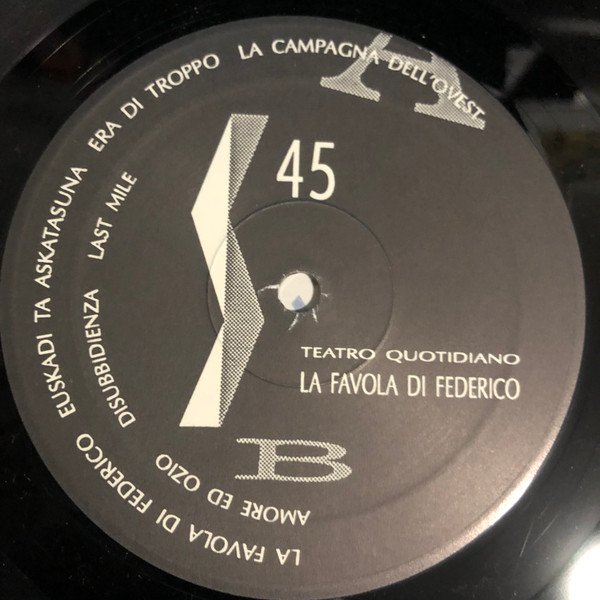 A
LA FAVOLA DI FEDERICO EUSKADI TA ASKATASUNA ERA DI TROPPO LA CAMPAGNA DELL'OVEST
45
TEATRO QUOTIDIANO
LA FAVOLA DI FEDERICO
B
AMORE ED OZIO DISUBBIDIENZA LAST MILE